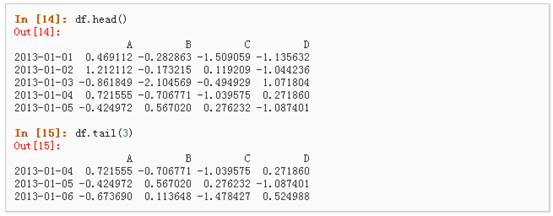 In [14]: df.head()
Out[14]:
A B C D
2013-01-01 0.469112 -0.282863 -1.509059 -1.135632
2013-01-02 1.212112 -0.173215 0.119209 -1.044236
2013-01-03 -0.861849 -2.104569 -0.494929 1.071804
2013-01-04 0.721555 -0.706771 -1.039575 0.271860
2013-01-05 -0.424972 0.567020 0.276232 -1.087401
In [15]: df.tail(3)
Out[15]:
A B C D
2013-01-04 0.721555 -0.706771 -1.039575 0.271860
2013-01-05 -0.424972 0.567020 0.276232 -1.087401
2013-01-06 -0.673690 0.113648 -1.478427 0.524988